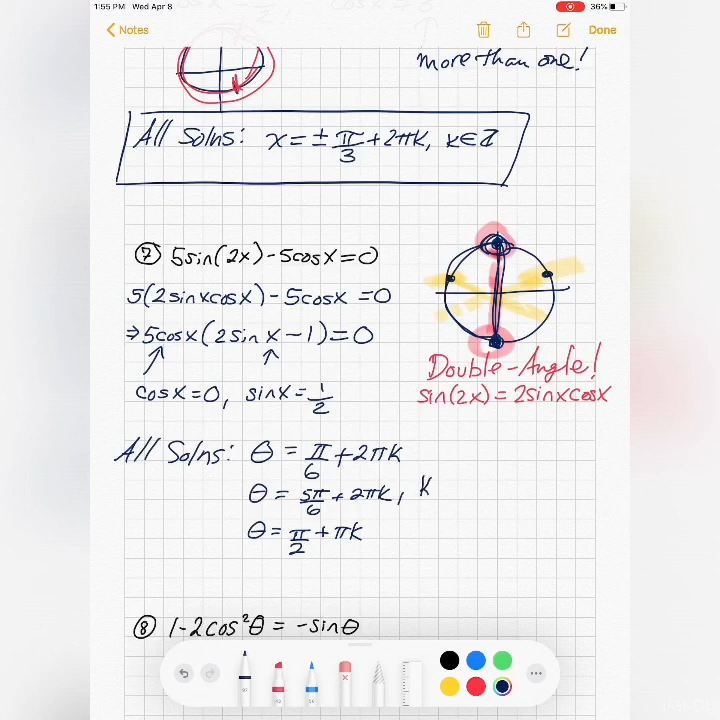 1:55 PM Wed Apr 8
36%
Notes
Done
more than one!
All Solns: x = ± π/3 + 2πk, k∈ℤ
⑦ 5sin(2x) - 5cosx = 0
5(2sinxcosx) - 5cosx = 0
⇒ 5cosx(2sinx - 1) = 0
cosx = 0, sinx = 1/2
Double-Angle!
sin(2x) = 2sinxcosx
All Solns: θ = π/6 + 2πk
θ = 5π/6 + 2πk, k
θ = π/2 + πk
⑧ 1 - 2cos²θ = -sinθ